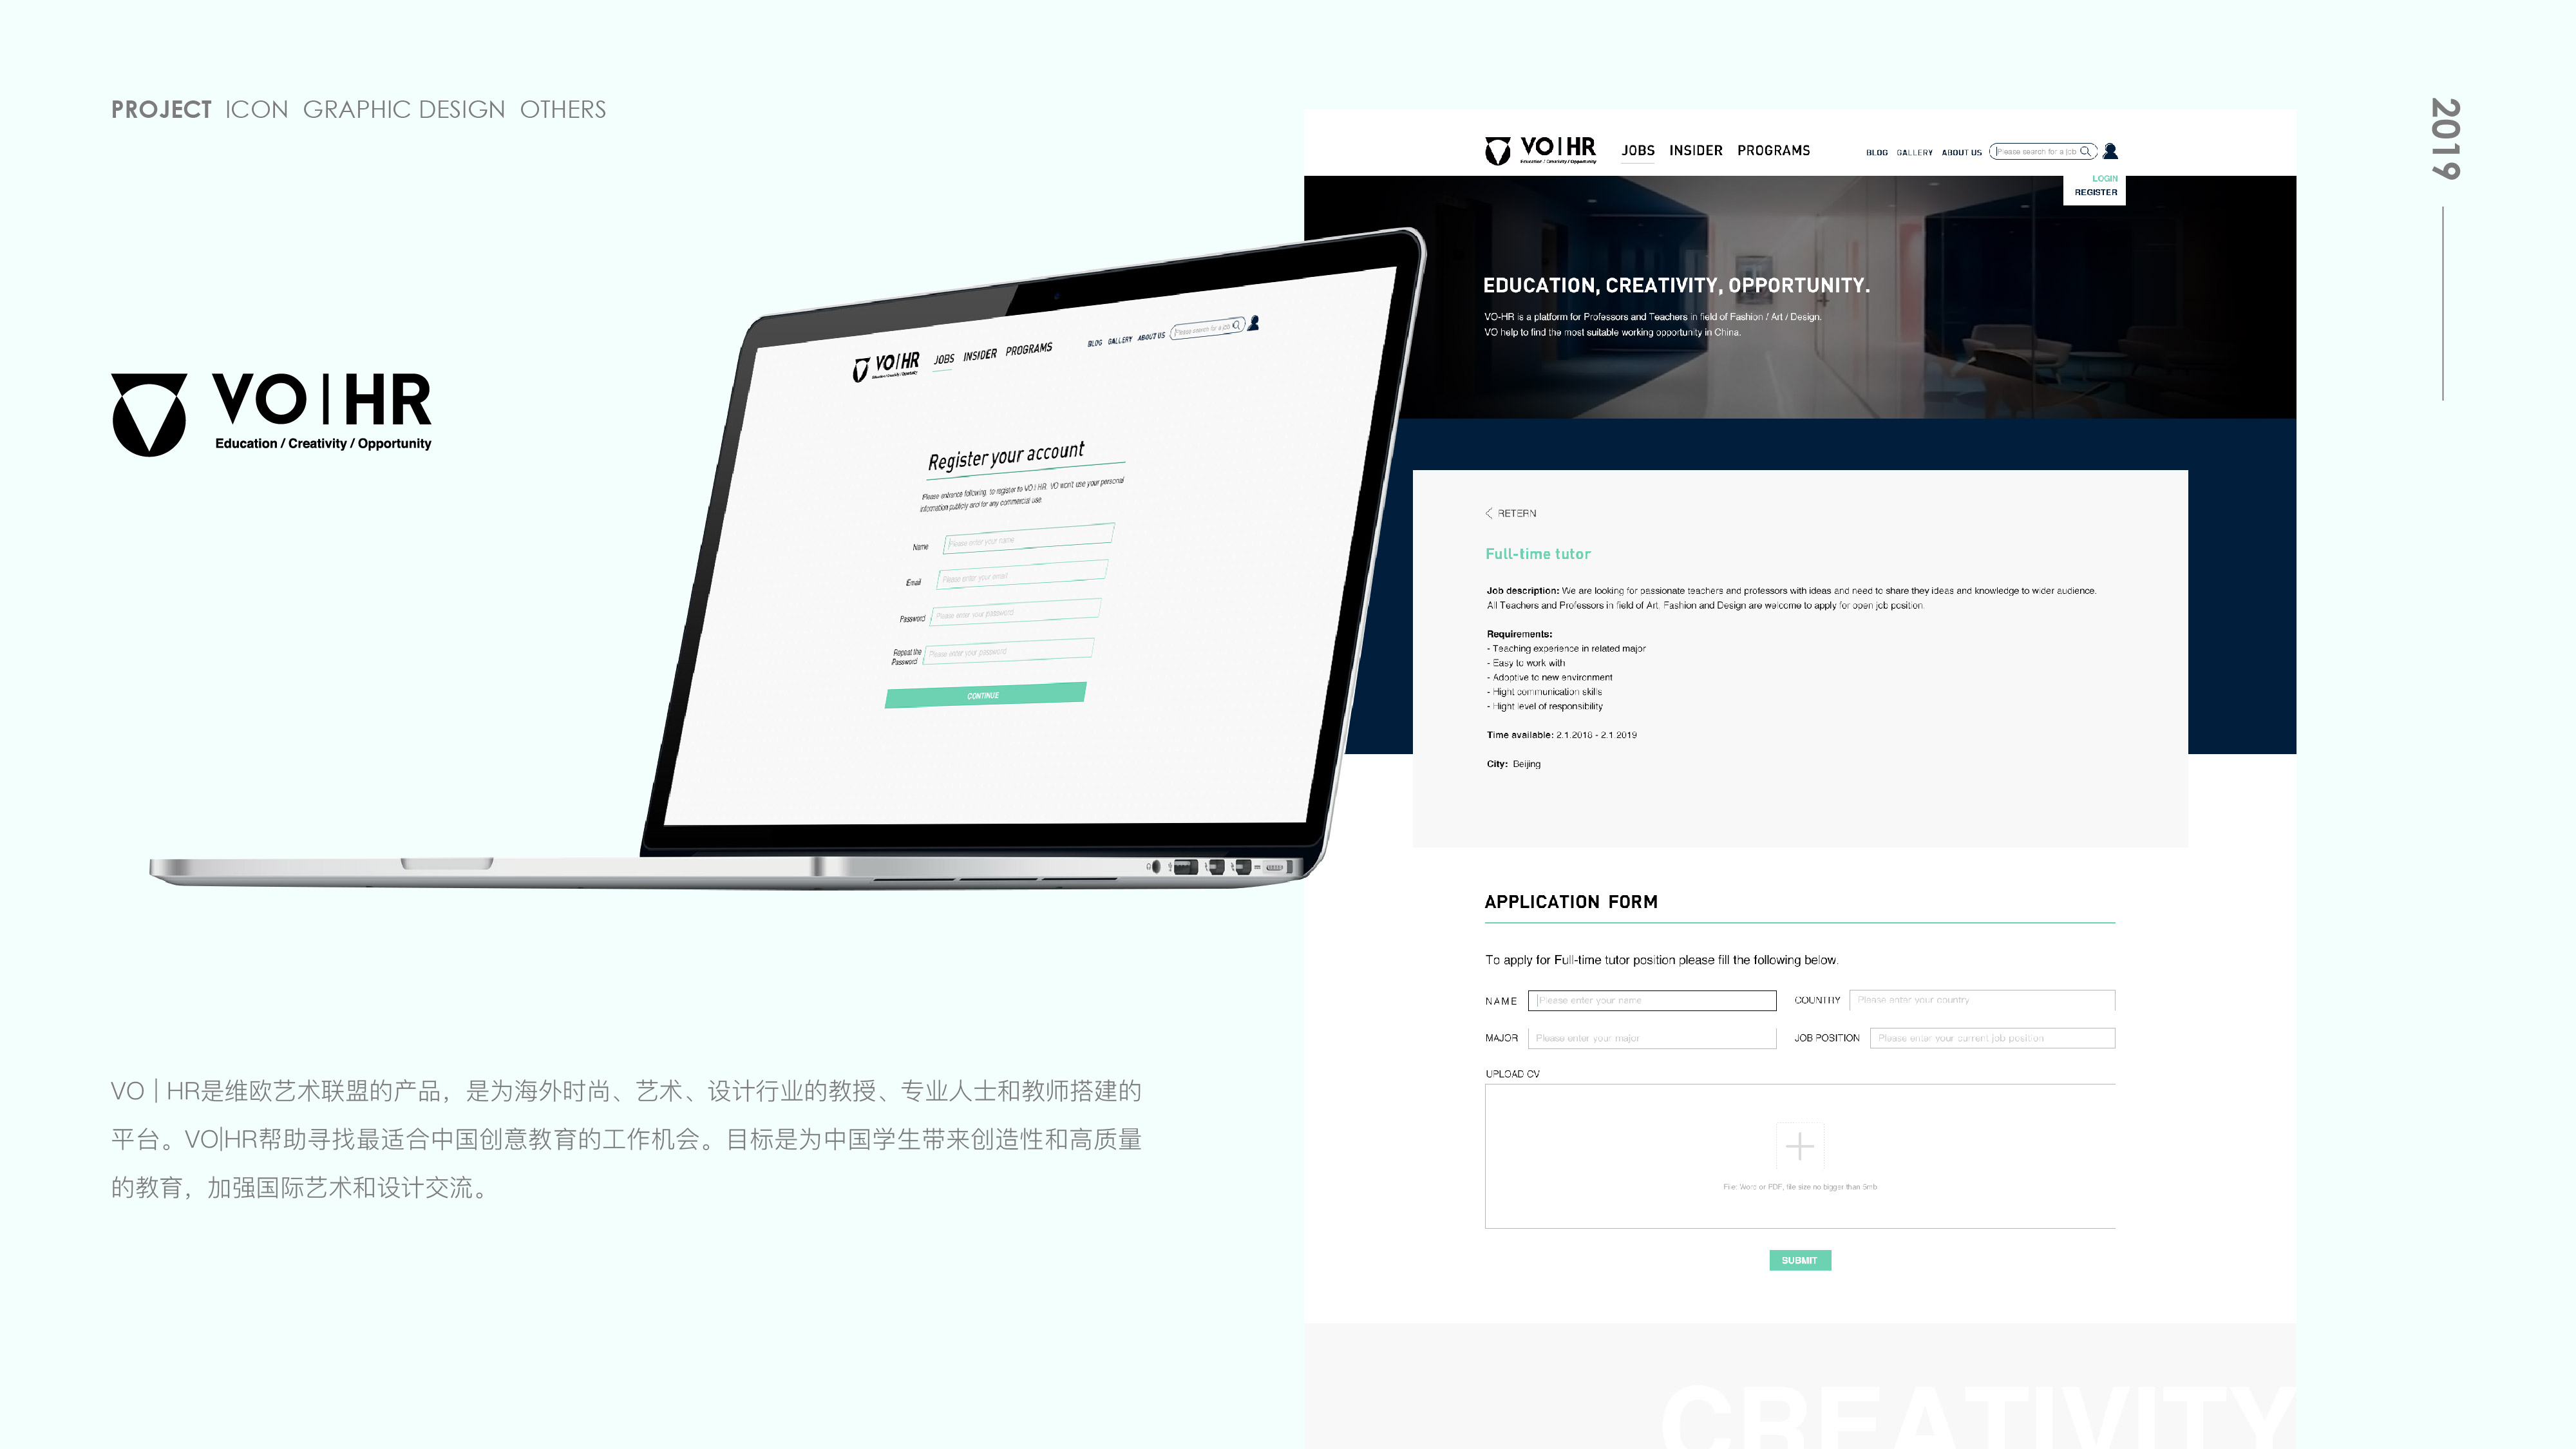 PROJECT ICON GRAPHIC DESIGN OTHERS
2019
VO|HR
Education / Creativity / Opportunity
VO|HR
Education / Creativity / Opportunity
JOBS INSIDER PROGRAMS
BLOG GALLERY ABOUT US
Please search for a job
Register your account
Please entrance following, to register to VO I HR. VO won't use your personal
information publicly and for any commercial use.
Name
Please enter your name
Email
Please enter your email
Password
Please enter your password
Repeat the
Password
Please enter your password
CONTINUE
VO｜HR是维欧艺术联盟的产品，是为海外时尚、艺术、设计行业的教授、专业人士和教师搭建的
平台。VO|HR帮助寻找最适合中国创意教育的工作机会。目标是为中国学生带来创造性和高质量
的教育，加强国际艺术和设计交流。
VO|HR
Education / Creativity / Opportunity
JOBS INSIDER PROGRAMS
BLOG GALLERY ABOUT US
Please search for a job
LOGIN
REGISTER
EDUCATION, CREATIVITY, OPPORTUNITY.
VO-HR is a platform for Professors and Teachers in field of Fashion / Art / Design.
VO help to find the most suitable working opportunity in China.
RETERN
Full-time tutor
Job description: We are looking for passionate teachers and professors with ideas and need to share they ideas and knowledge to wider audience.
All Teachers and Professors in field of Art, Fashion and Design are welcome to apply for open job position.
Requirements:
- Teaching experience in related major
- Easy to work with
- Adoptive to new environment
- Hight communication skills
- Hight level of responsibility
Time available: 2.1.2018 - 2.1.2019
City: Beijing
APPLICATION FORM
To apply for Full-time tutor position please fill the following below.
NAME
Please enter your name
COUNTRY
Please enter your country
MAJOR
Please enter your major
JOB POSITION
Please enter your current job position
UPLOAD CV
File: Word or PDF, file size no bigger than 5mb
SUBMIT
CREATIVITY